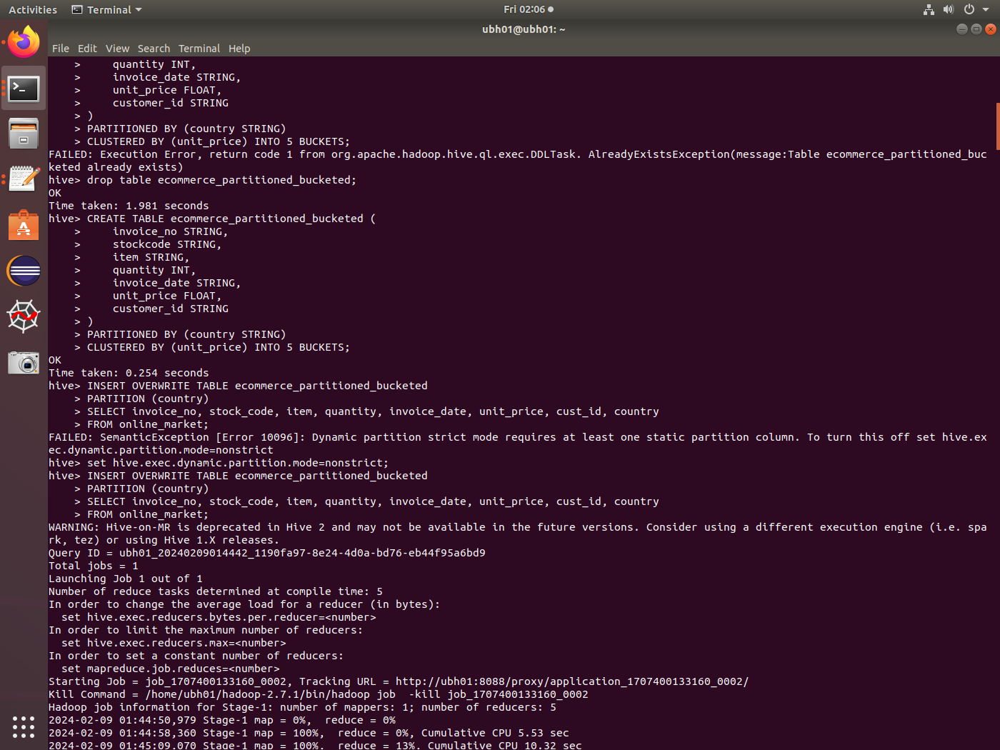 Activities
Terminal
Fri 02:06
ubh01@ubh01: ~
File Edit View Search Terminal Help
    >     quantity INT,
    >     invoice_date STRING,
    >     unit_price FLOAT,
    >     customer_id STRING
    > )
    > PARTITIONED BY (country STRING)
    > CLUSTERED BY (unit_price) INTO 5 BUCKETS;
FAILED: Execution Error, return code 1 from org.apache.hadoop.hive.ql.exec.DDLTask. AlreadyExistsException(message:Table ecommerce_partitioned_buc
keted already exists)
hive> drop table ecommerce_partitioned_bucketed;
OK
Time taken: 1.981 seconds
hive> CREATE TABLE ecommerce_partitioned_bucketed (
    >     invoice_no STRING,
    >     stockcode STRING,
    >     item STRING,
    >     quantity INT,
    >     invoice_date STRING,
    >     unit_price FLOAT,
    >     customer_id STRING
    > )
    > PARTITIONED BY (country STRING)
    > CLUSTERED BY (unit_price) INTO 5 BUCKETS;
OK
Time taken: 0.254 seconds
hive> INSERT OVERWRITE TABLE ecommerce_partitioned_bucketed
    > PARTITION (country)
    > SELECT invoice_no, stock_code, item, quantity, invoice_date, unit_price, cust_id, country
    > FROM online_market;
FAILED: SemanticException [Error 10096]: Dynamic partition strict mode requires at least one static partition column. To turn this off set hive.ex
ec.dynamic.partition.mode=nonstrict
hive> set hive.exec.dynamic.partition.mode=nonstrict;
hive> INSERT OVERWRITE TABLE ecommerce_partitioned_bucketed
    > PARTITION (country)
    > SELECT invoice_no, stock_code, item, quantity, invoice_date, unit_price, cust_id, country
    > FROM online_market;
WARNING: Hive-on-MR is deprecated in Hive 2 and may not be available in the future versions. Consider using a different execution engine (i.e. spa
rk, tez) or using Hive 1.X releases.
Query ID = ubh01_20240209014442_1190fa97-8e24-4d0a-bd76-eb44f95a6bd9
Total jobs = 1
Launching Job 1 out of 1
Number of reduce tasks determined at compile time: 5
In order to change the average load for a reducer (in bytes):
  set hive.exec.reducers.bytes.per.reducer=<number>
In order to limit the maximum number of reducers:
  set hive.exec.reducers.max=<number>
In order to set a constant number of reducers:
  set mapreduce.job.reduces=<number>
Starting Job = job_1707400133160_0002, Tracking URL = http://ubh01:8088/proxy/application_1707400133160_0002/
Kill Command = /home/ubh01/hadoop-2.7.1/bin/hadoop job  -kill job_1707400133160_0002
Hadoop job information for Stage-1: number of mappers: 1; number of reducers: 5
2024-02-09 01:44:50,979 Stage-1 map = 0%,  reduce = 0%
2024-02-09 01:44:58,360 Stage-1 map = 100%,  reduce = 0%, Cumulative CPU 5.53 sec
2024-02-09 01:45:09,070 Stage-1 map = 100%,  reduce = 13%, Cumulative CPU 10.32 sec